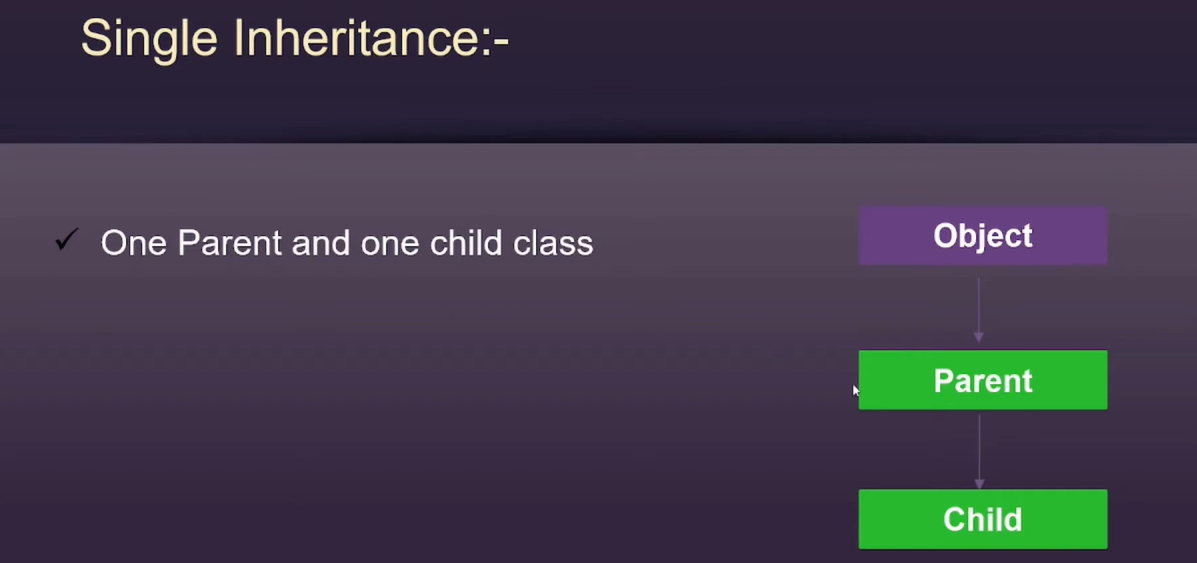 Single Inheritance:-
✓ One Parent and one child class
Object
Parent
Child